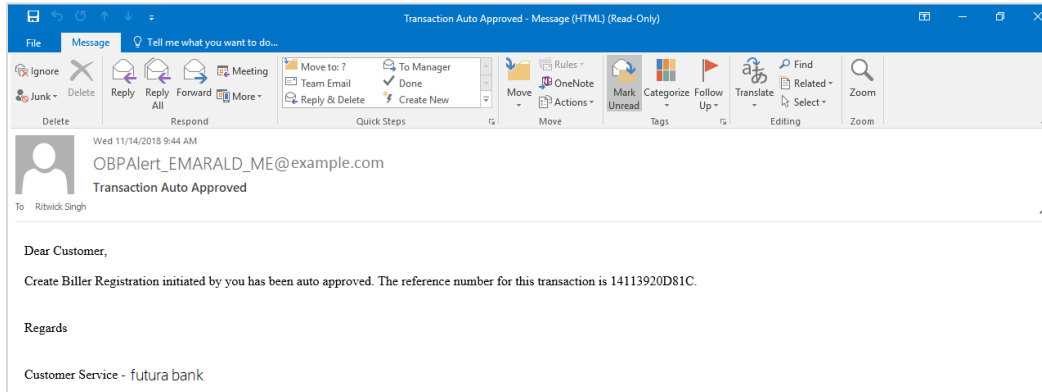 Transaction Auto Approved - Message (HTML) (Read-Only)
File Message Tell me what you want to do...
Ignore
Junk
Delete
Reply
Reply All
Forward
Meeting
More
Move to: ?
Team Email
Reply & Delete
To Manager
Done
Create New
Move
Rules
OneNote
Actions
Mark Unread
Categorize
Follow Up
Translate
Find
Related
Select
Zoom
Delete Respond Quick Steps Move Tags Editing Zoom
Wed 11/14/2018 9:44 AM
OBPAlert_EMARALD_ME@example.com
Transaction Auto Approved
To Ritwick Singh
Dear Customer,
Create Biller Registration initiated by you has been auto approved. The reference number for this transaction is 14113920D81C.
Regards
Customer Service - futura bank